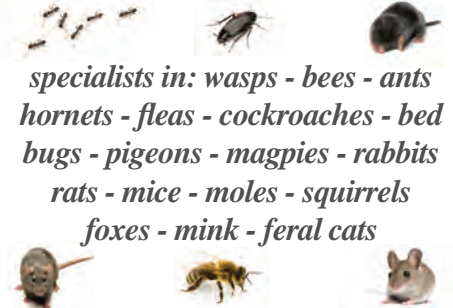 specialists in: wasps - bees - ants
hornets - fleas - cockroaches - bed
bugs - pigeons - magpies - rabbits
rats - mice - moles - squirrels
foxes - mink - feral cats